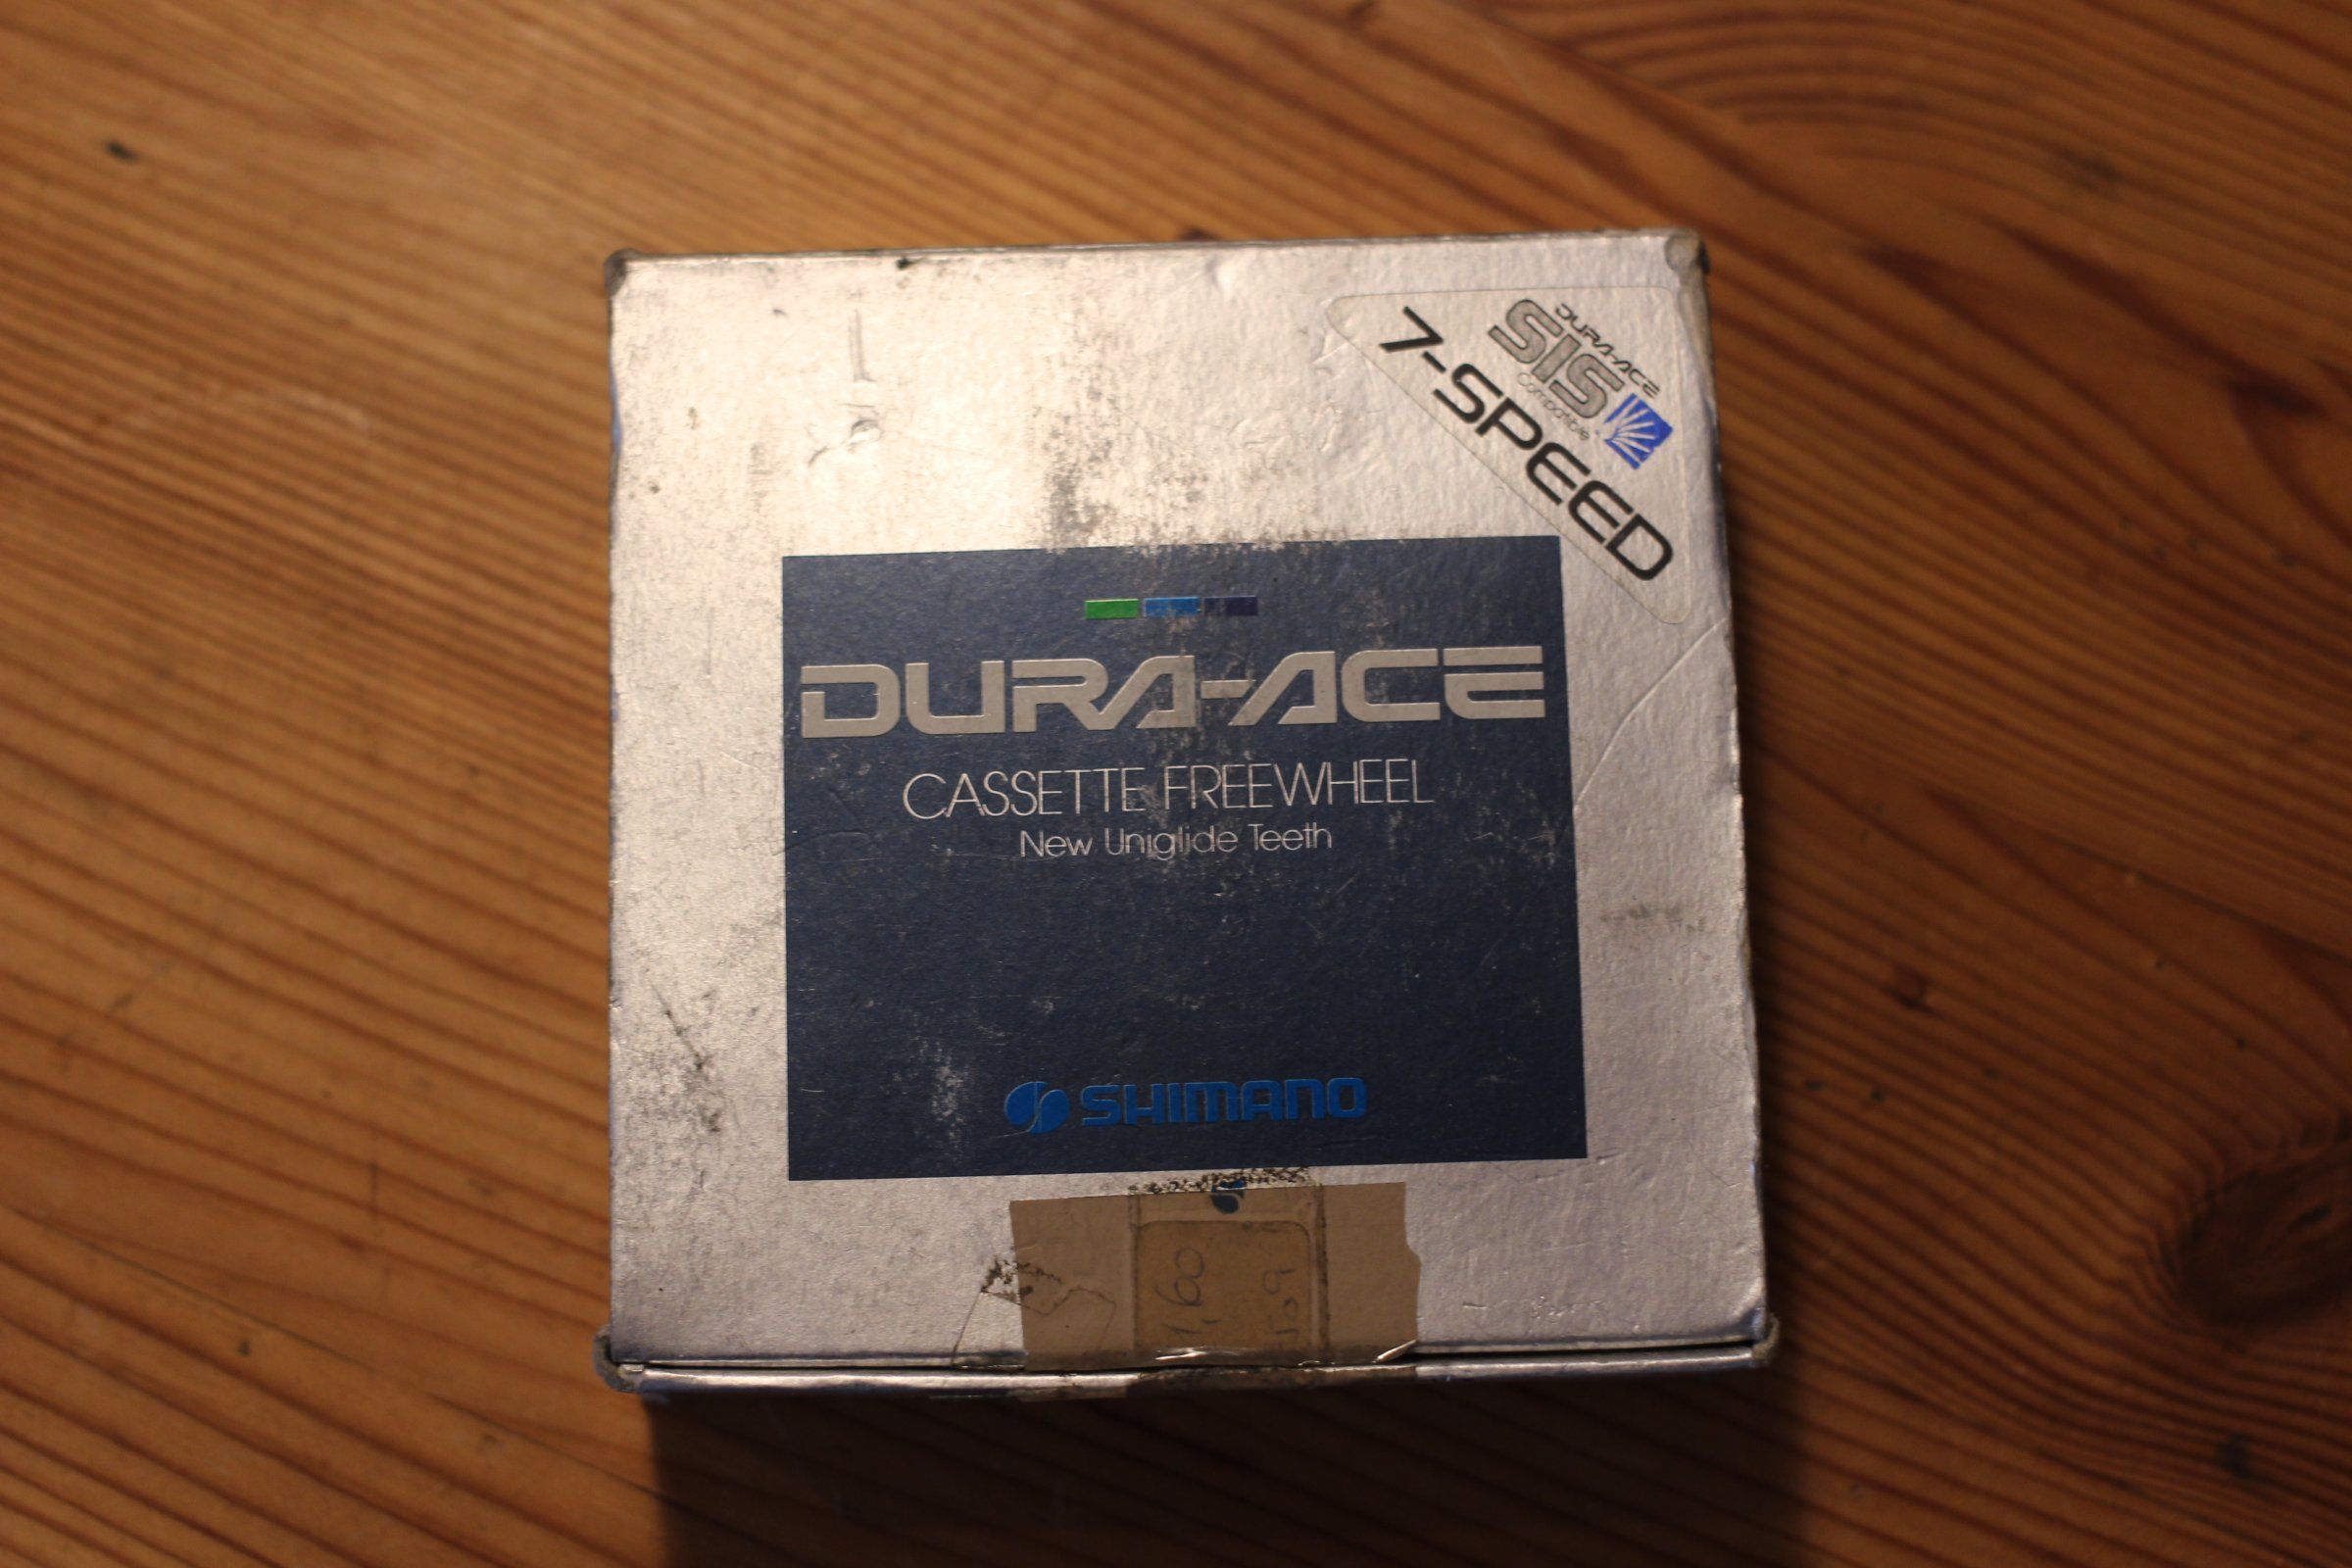 DURA-ACE
SIS
Compatible
7-SPEED
DURA-ACE
CASSETTE FREEWHEEL
New Uniglide Teeth
SHIMANO